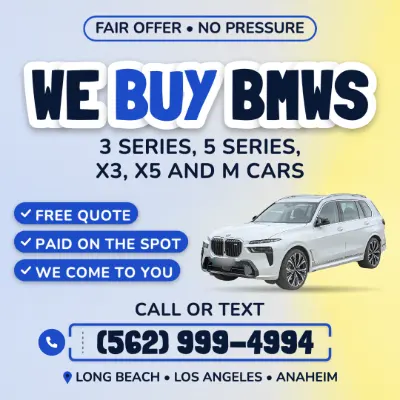 FAIR OFFER • NO PRESSURE
WE BUY BMWS
3 SERIES, 5 SERIES,
X3, X5 AND M CARS
FREE QUOTE
PAID ON THE SPOT
WE COME TO YOU
CALL OR TEXT
(562) 999-4994
LONG BEACH • LOS ANGELES • ANAHEIM